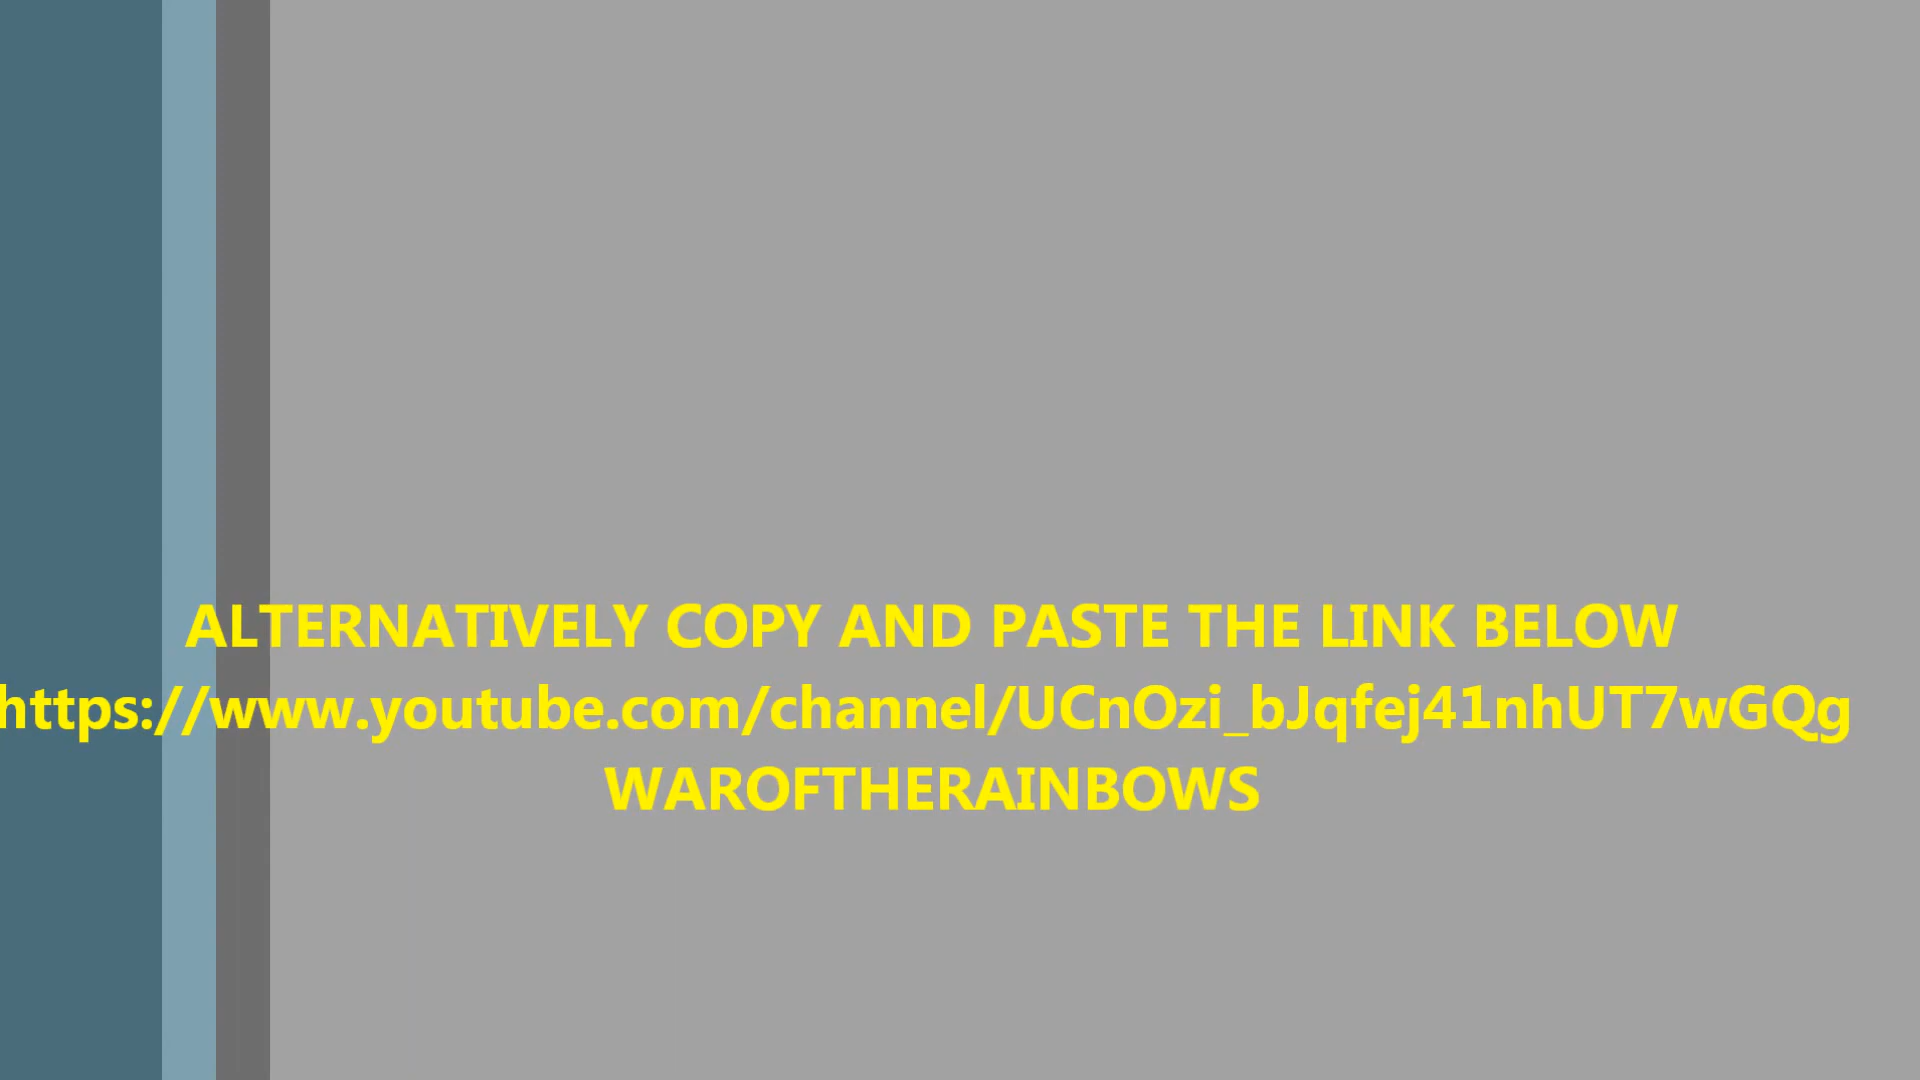 ALTERNATIVELY COPY AND PASTE THE LINK BELOW
https://www.youtube.com/channel/UCnOzi_bJqfej41nhUT7wGQg
WAROFTHERAINBOWS